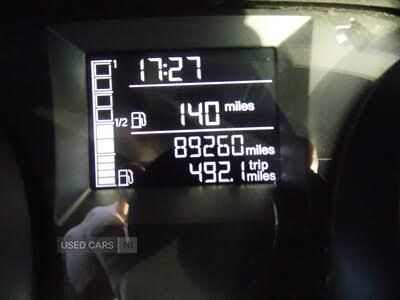 1 17:27
140 miles
1/2
89260 miles
492.1 trip miles
USED CARS NI